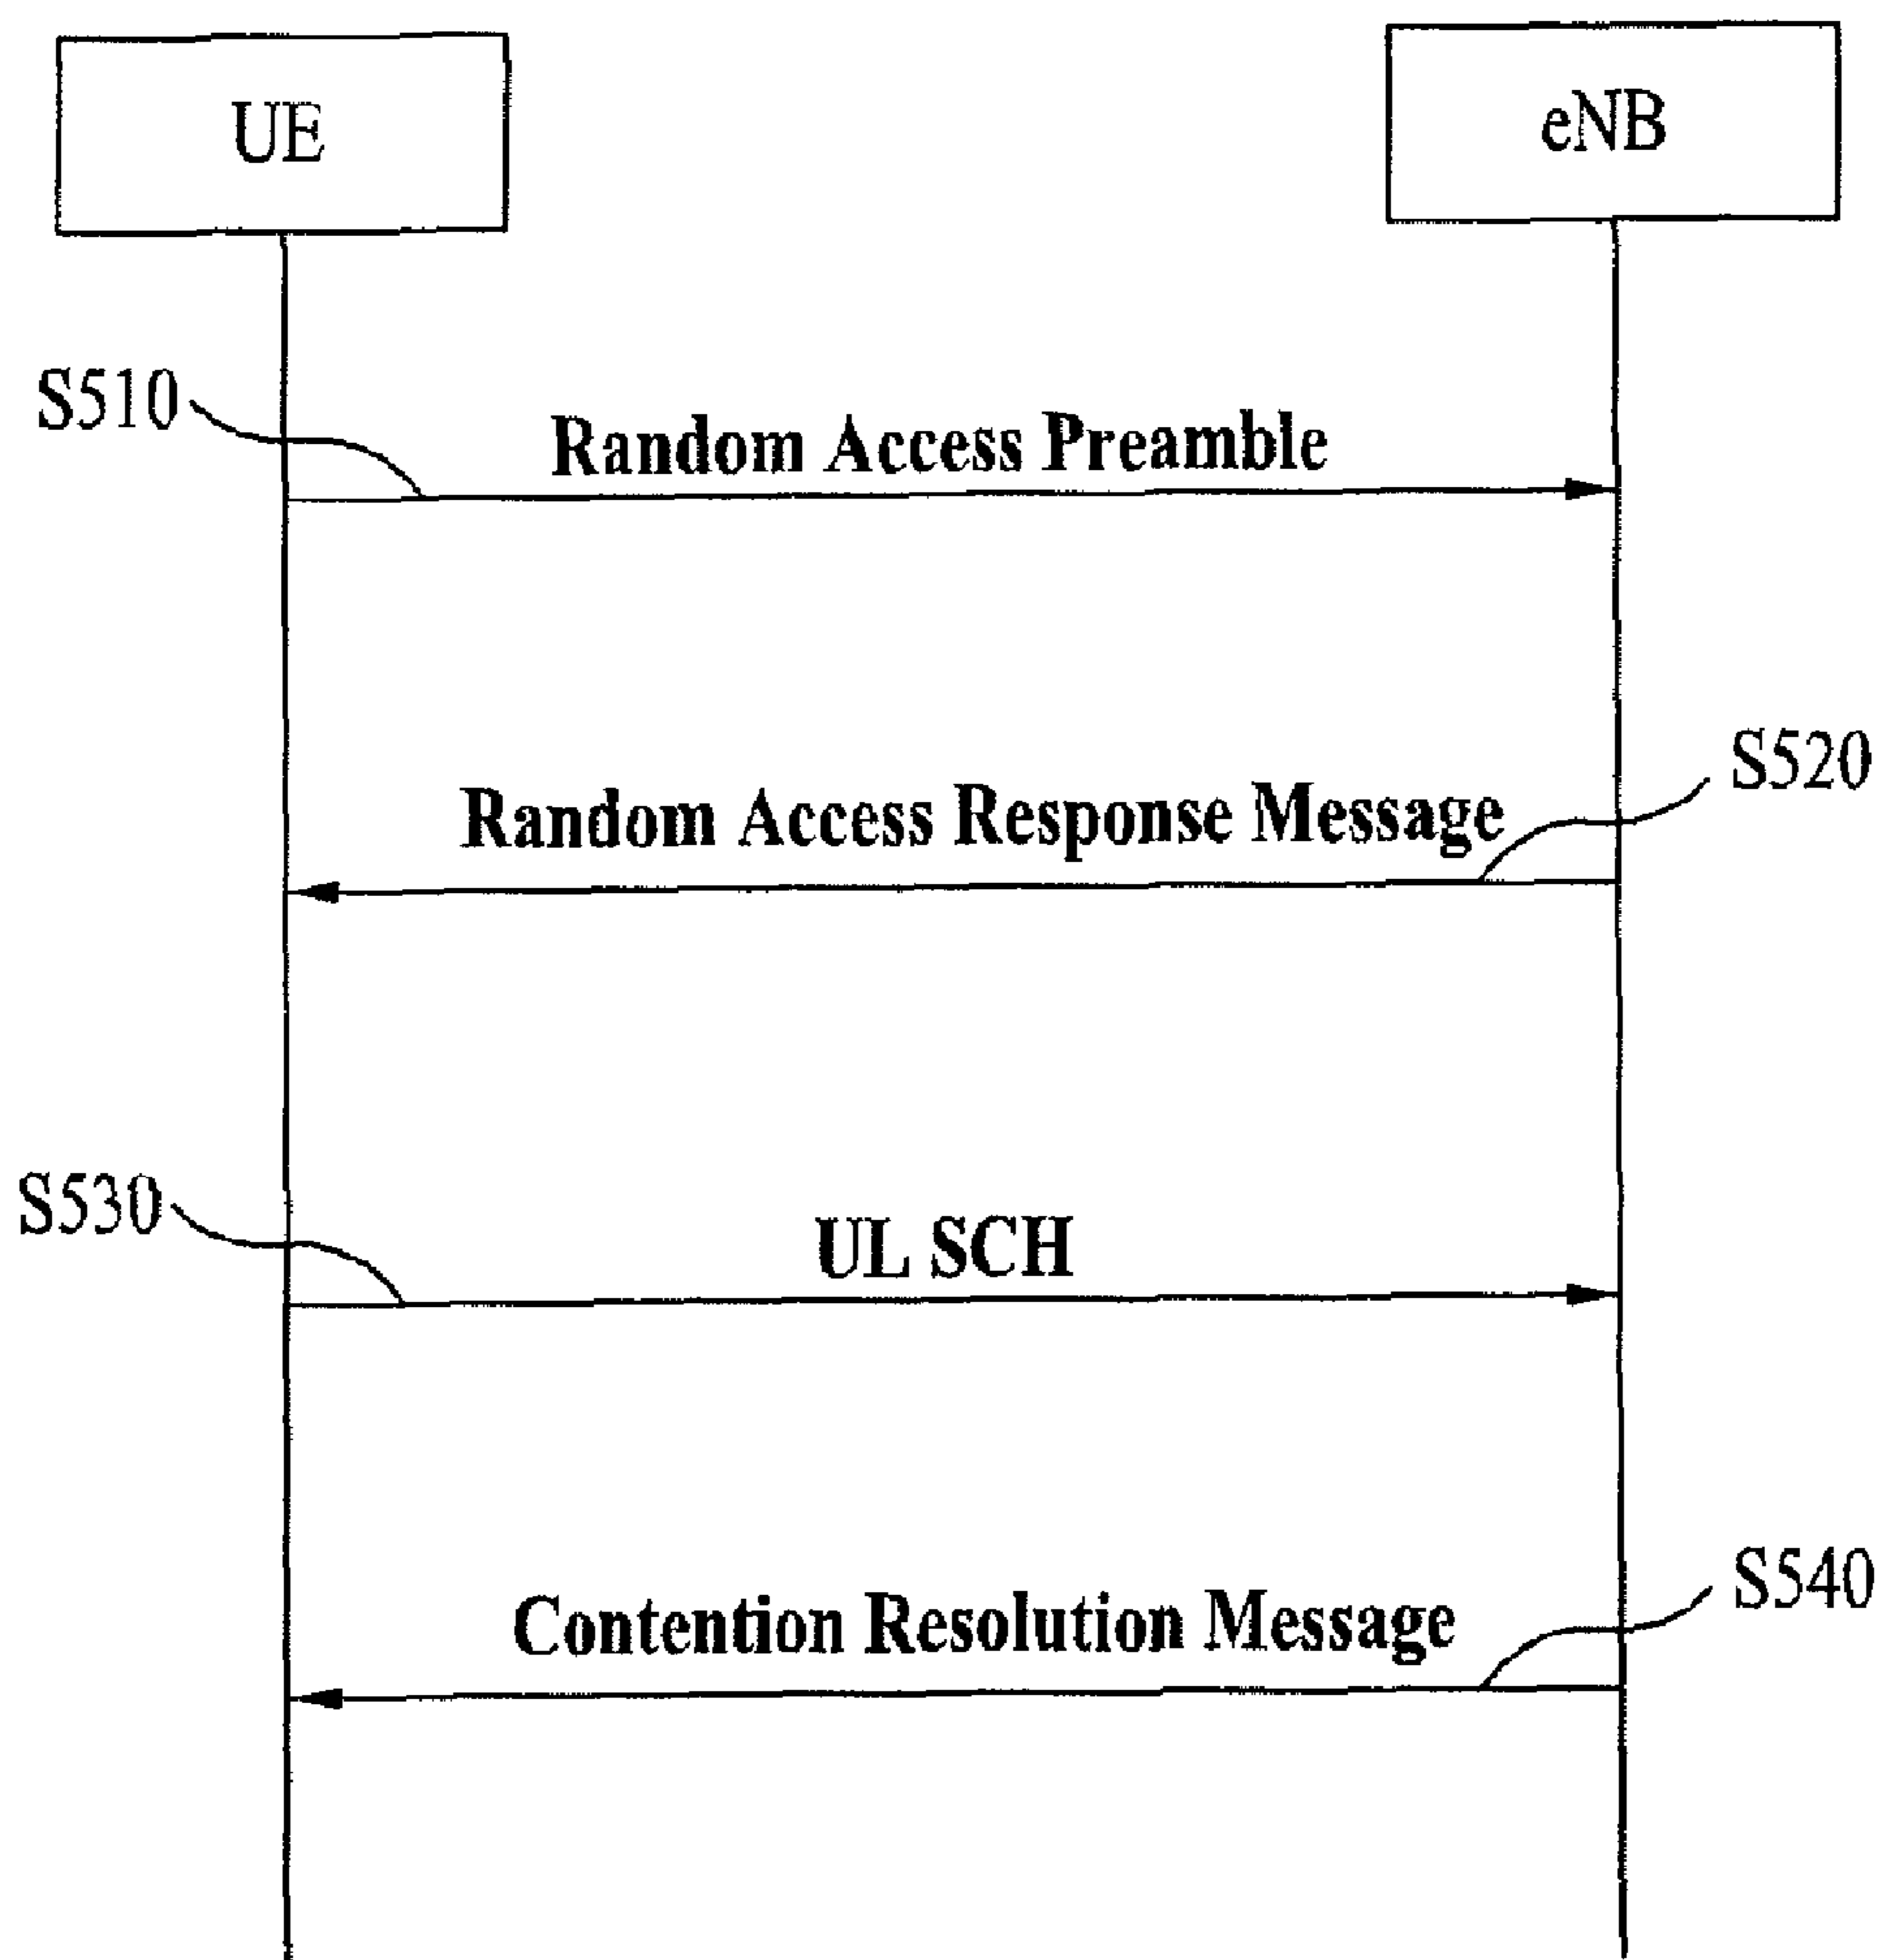 UE
eNB
S510
Random Access Preamble
S520
Random Access Response Message
S530
UL SCH
S540
Contention Resolution Message